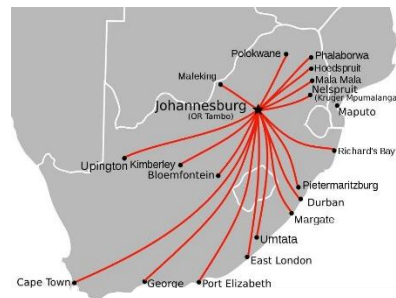 Polokwane
Phalaborwa
Hoedspruit
Maleking
Mala Mala
Nelspruit
(Kruger Mpumalanga
Johannesburg
(OR Tambo)
Maputo
Richard's Bay
Upington
Kimberley
Bloemfontein
Pietermaritzburg
Durban
Margate
Umtata
East London
Cape Town
George
Port Elizabeth